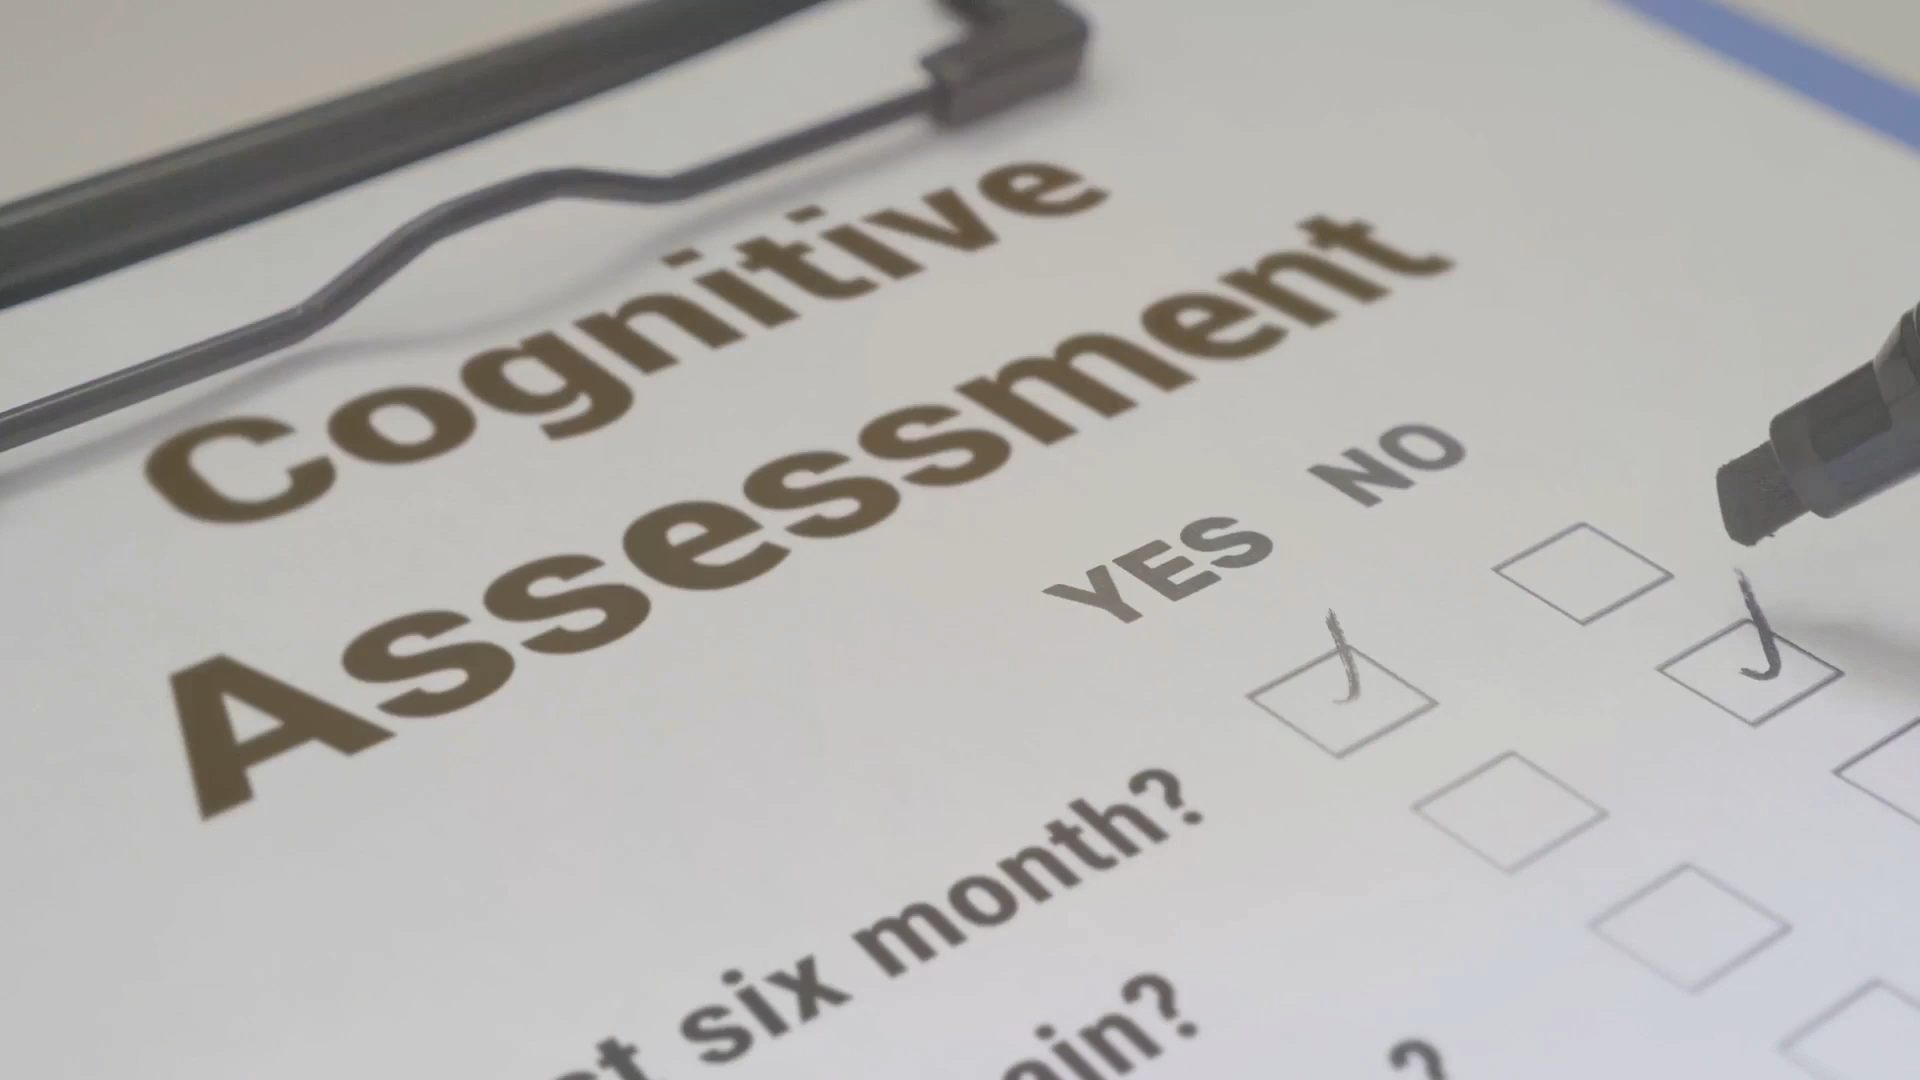 Cognitive
Assessment
YES NO
six month?
?